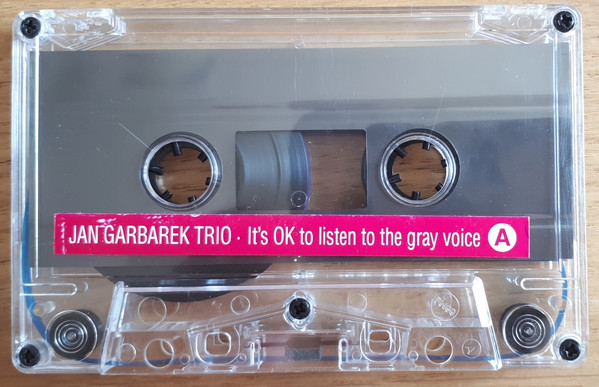 JAN GARBAREK TRIO · It's OK to listen to the gray voice A